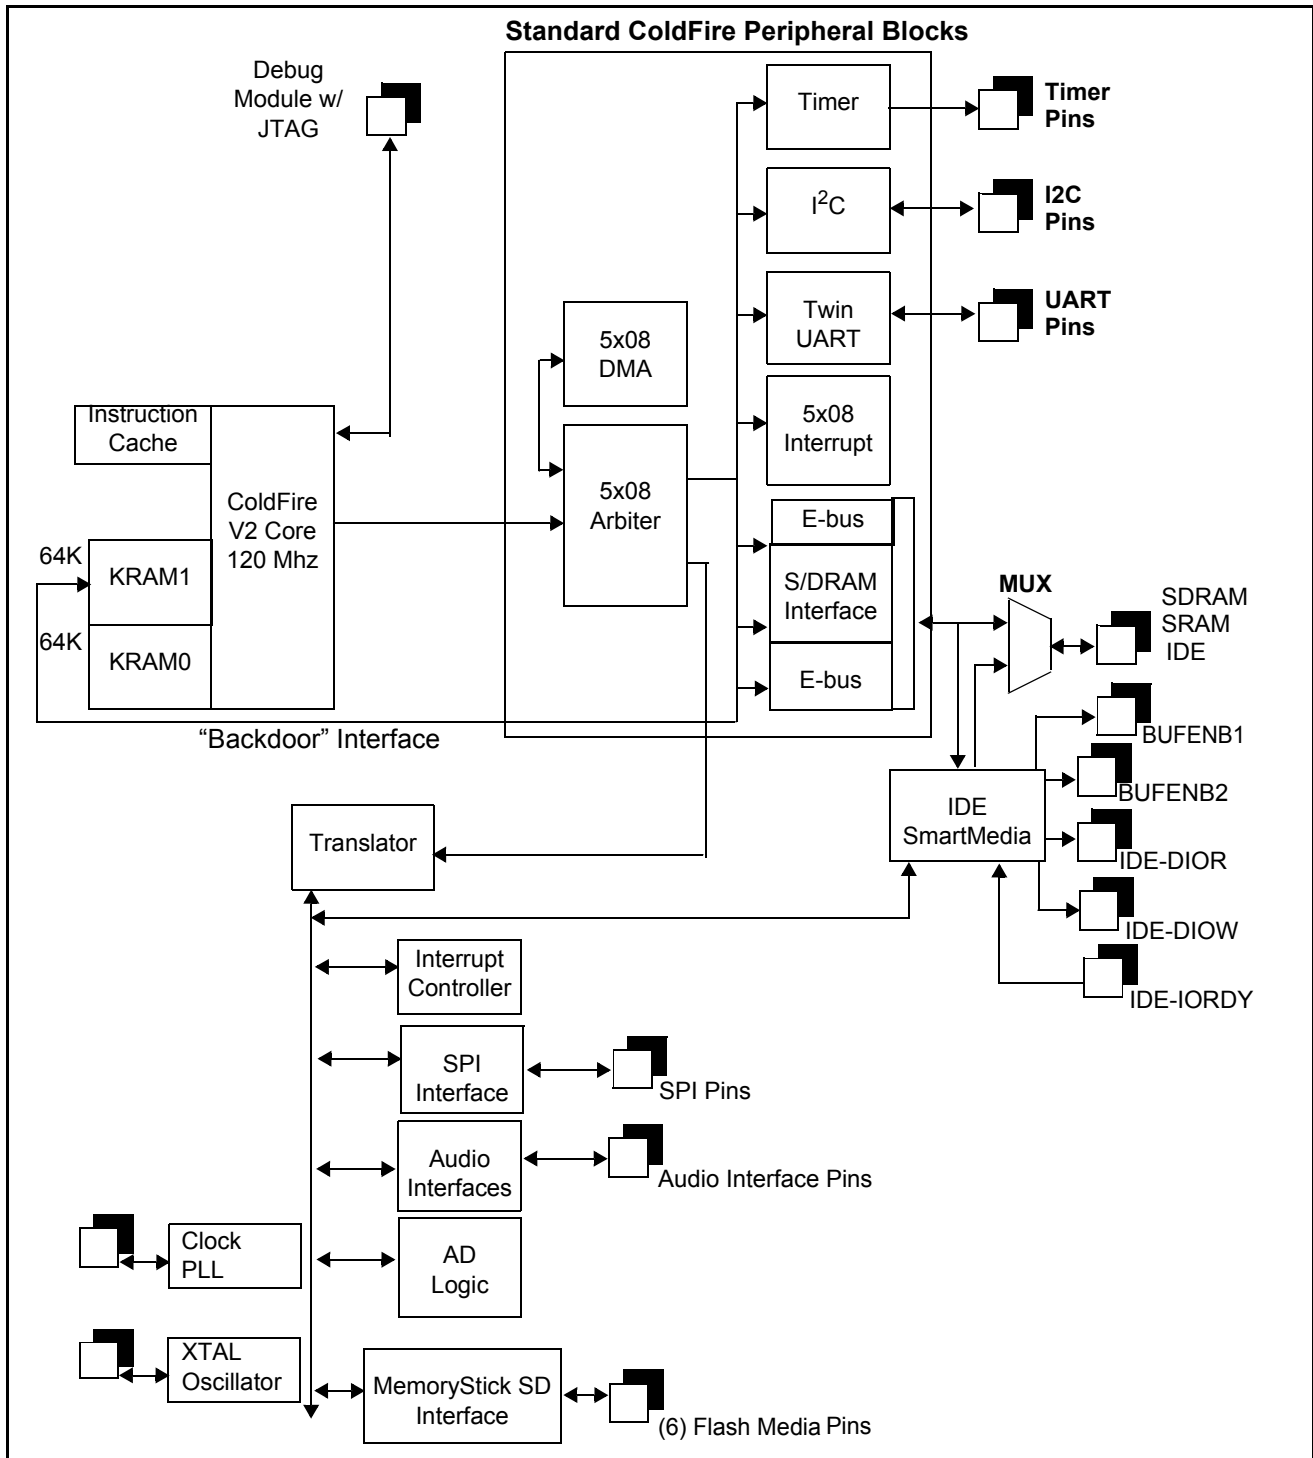 Standard ColdFire Peripheral Blocks
Debug
Module w/
JTAG
Timer
Timer
Pins
I2C
I2C
Pins
Twin
UART
UART
Pins
5x08
DMA
5x08
Interrupt
Instruction
Cache
ColdFire
V2 Core
120 Mhz
5x08
Arbiter
E-bus
64K
KRAM1
S/DRAM
Interface
MUX
SDRAM
SRAM
IDE
64K
KRAM0
E-bus
“Backdoor” Interface
BUFENB1
BUFENB2
Translator
IDE
SmartMedia
IDE-DIOR
IDE-DIOW
IDE-IORDY
Interrupt
Controller
SPI
Interface
SPI Pins
Audio
Interfaces
Audio Interface Pins
Clock
PLL
AD
Logic
XTAL
Oscillator
MemoryStick SD
Interface
(6) Flash Media Pins